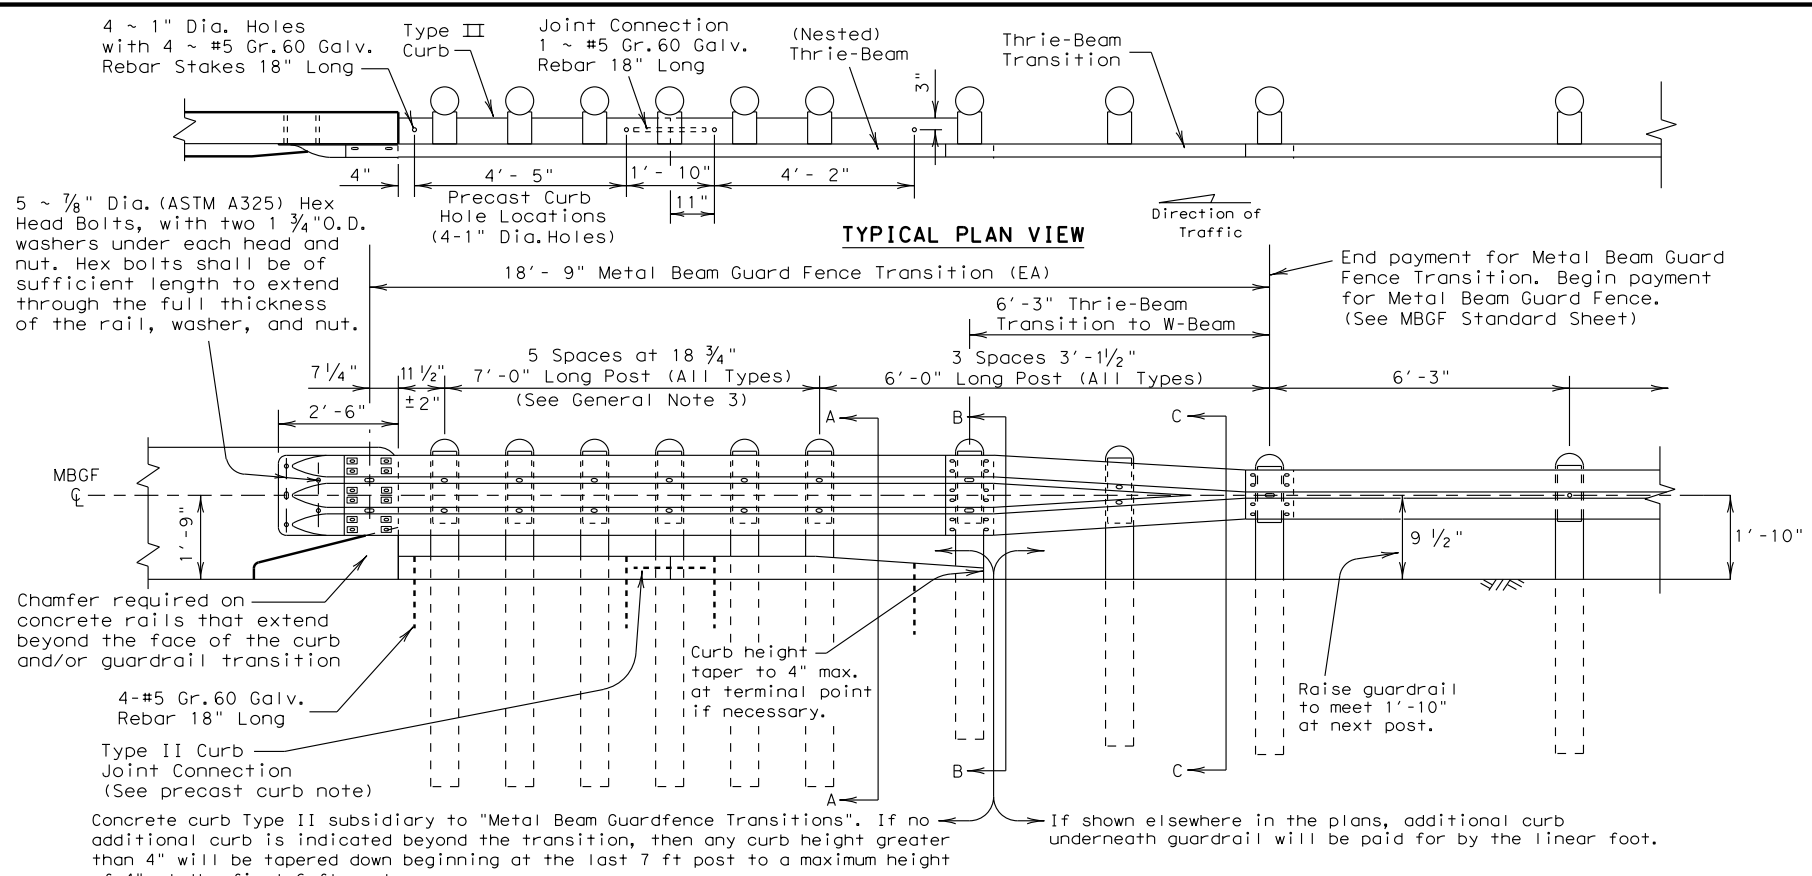 4 ~ 1" Dia. Holes
with 4 ~ #5 Gr.60 Galv.
Rebar Stakes 18" Long
Type II
Curb
Joint Connection
1 ~ #5 Gr.60 Galv.
Rebar 18" Long
(Nested)
Thrie-Beam
3"
Thrie-Beam
Transition
4"
4'- 5"
1'- 10"
4'- 2"
11"
Precast Curb
Hole Locations
(4-1" Dia.Holes)
TYPICAL PLAN VIEW
Direction of
Traffic
5 ~ ⅞" Dia.(ASTM A325) Hex
Head Bolts, with two 1 ¾"O.D.
washers under each head and
nut. Hex bolts shall be of
sufficient length to extend
through the full thickness
of the rail, washer, and nut.
18'- 9" Metal Beam Guard Fence Transition (EA)
End payment for Metal Beam Guard
Fence Transition. Begin payment
for Metal Beam Guard Fence.
(See MBGF Standard Sheet)
6'-3" Thrie-Beam
Transition to W-Beam
7¼"
11½"
±2"
5 Spaces at 18 ¾"
7'-0" Long Post (All Types)
(See General Note 3)
3 Spaces 3'-1½"
6'-0" Long Post (All Types)
6'-3"
2'-6"
A
B
C
MBGF
℄
1'-9"
9 ½"
1'-10"
Chamfer required on
concrete rails that extend
beyond the face of the curb
and/or guardrail transition
4-#5 Gr.60 Galv.
Rebar 18" Long
Type II Curb
Joint Connection
(See precast curb note)
Curb height
taper to 4" max.
at terminal point
if necessary.
Raise guardrail
to meet 1'-10"
at next post.
A
B
C
Concrete curb Type II subsidiary to "Metal Beam Guardfence Transitions". If no
additional curb is indicated beyond the transition, then any curb height greater
than 4" will be tapered down beginning at the last 7 ft post to a maximum height
If shown elsewhere in the plans, additional curb
underneath guardrail will be paid for by the linear foot.